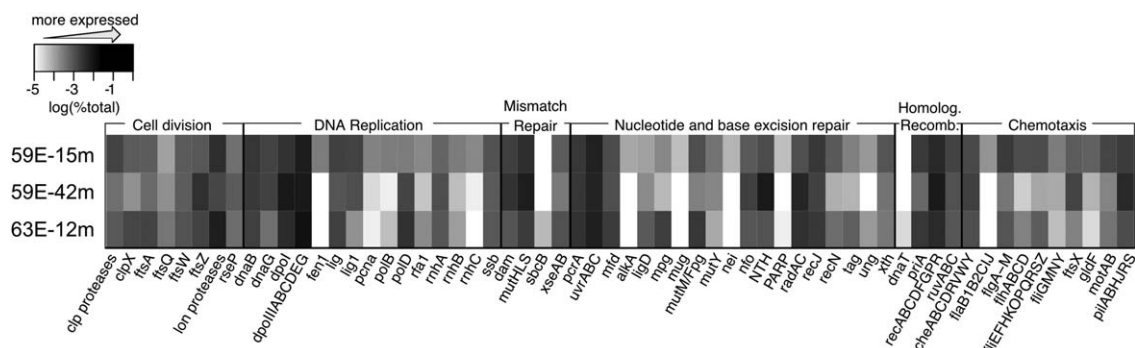 more expressed
-5 -3 -1
log(%total)
Mismatch Homolog.
Cell division DNA Replication Repair Nucleotide and base excision repair Recomb. Chemotaxis
59E-15m
59E-42m
63E-12m
clp proteases
clpX
ftsA
ftsQ
ftsW
ftsZ
lon proteases
rseP
dnaB
dnaG
dpoI
dpoIIIABCDEG
fen1
lig
lig1
pcna
polB
polD
rfa1
rnhA
rnhB
rnhC
ssb
dam
mutHLS
sbcB
xseAB
pcrA
uvrABC
mfd
alkA
ligD
mpg
mug
mutM/Fpg
mutY
nei
nfo
NTH
PARP
radAC
recJ
recN
tag
ung
xth
dnaT
priA
recABCDFGPR
ruvABC
cheABCDRVWY
flaB1B2CIJ
flgA-M
flhABCD
fliEFHKOPQRSZ
fliGMNY
ftsX
gldF
motAB
pilABHJRS